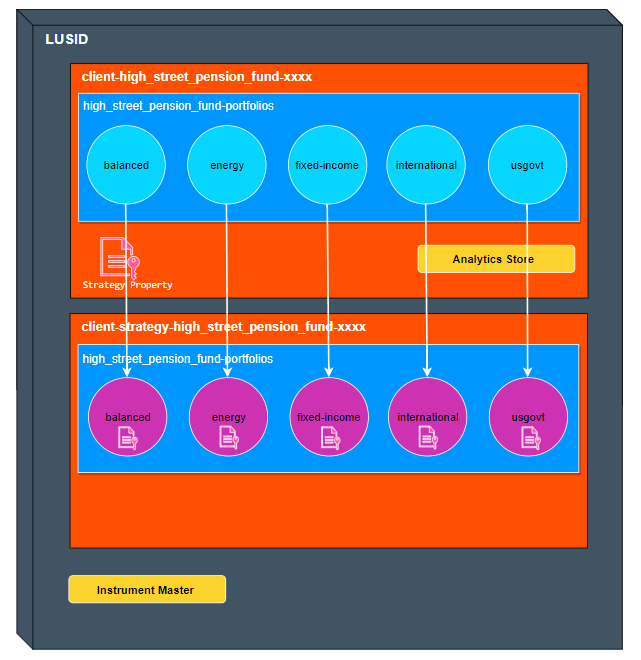 LUSID
client-high_street_pension_fund-xxxx
high_street_pension_fund-portfolios
balanced
energy
fixed-income
international
usgovt
Strategy Property
Analytics Store
client-strategy-high_street_pension_fund-xxxx
high_street_pension_fund-portfolios
balanced
energy
fixed-income
international
usgovt
Instrument Master